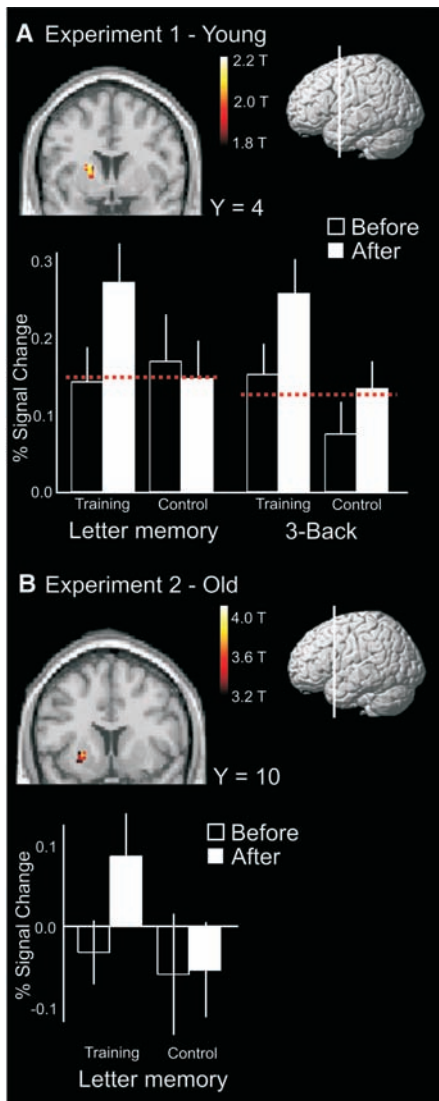 A Experiment 1 - Young
2.2 T
2.0 T
1.8 T
Y = 4
Before
After
% Signal Change
0.3
0.2
0.1
0.0
Training Control Training Control
Letter memory 3-Back
B Experiment 2 - Old
4.0 T
3.6 T
3.2 T
Y = 10
Before
After
% Signal Change
0.1
0.0
-0.1
Training Control
Letter memory